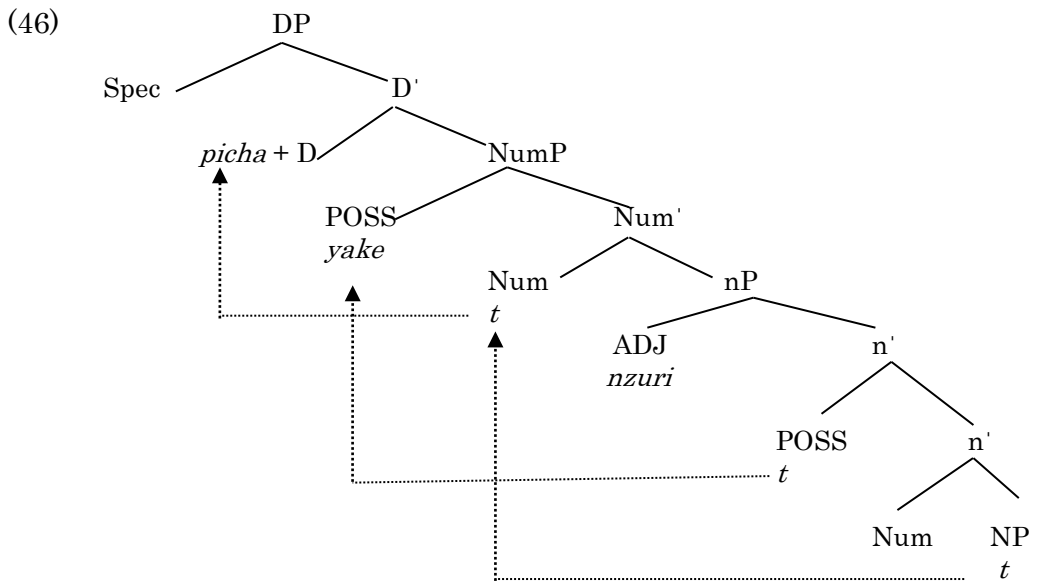 (46) DP
Spec D'
picha + D NumP
POSS Num'
yake
Num nP
t
ADJ n'
nzuri
POSS n'
t
Num NP
t